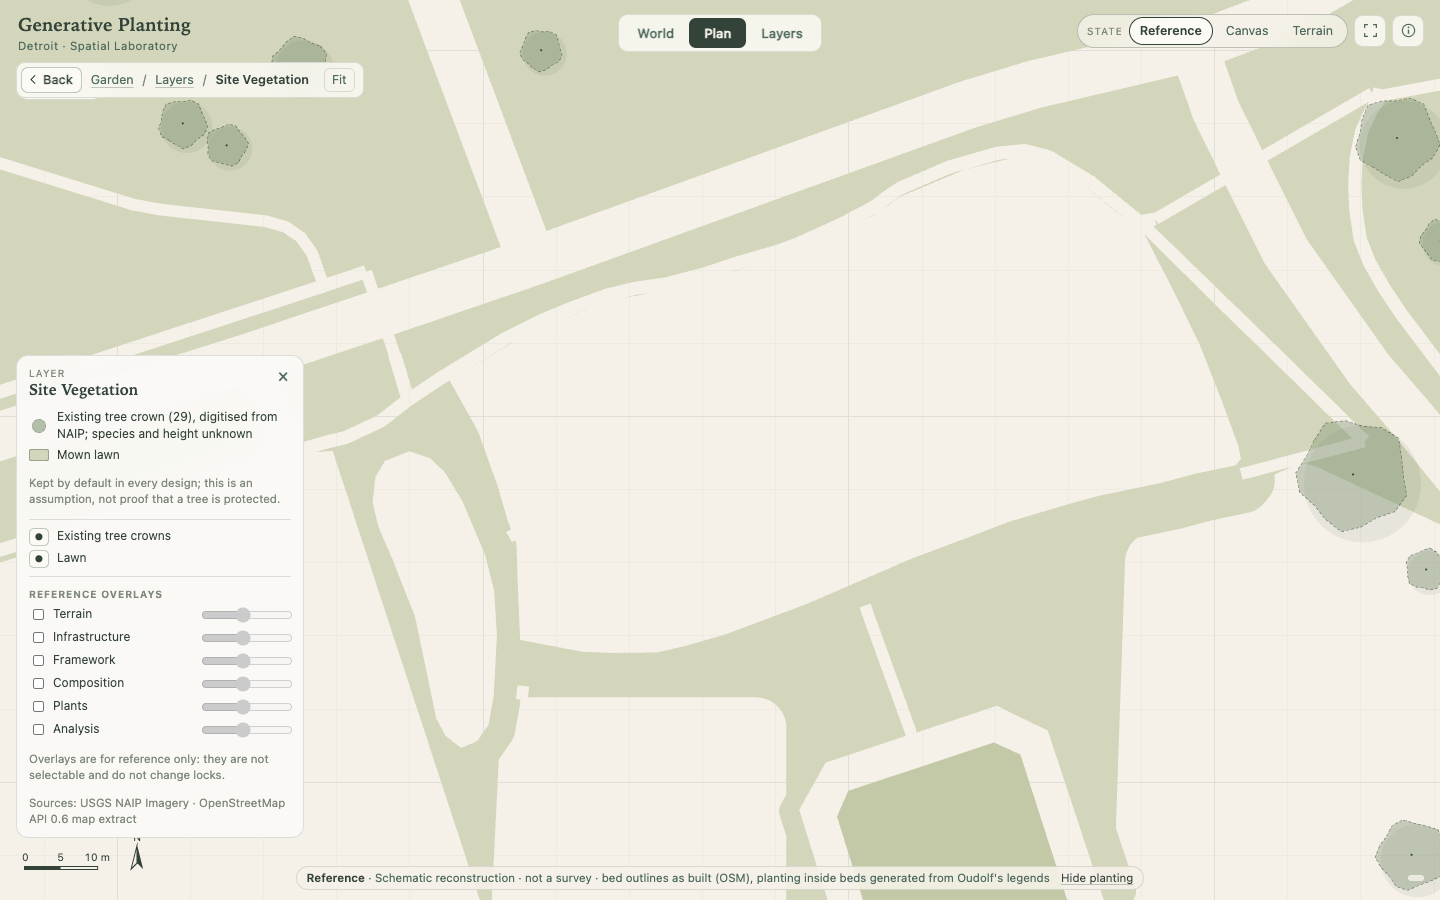 Generative Planting
Detroit · Spatial Laboratory
World
Plan
Layers
STATE
Reference
Canvas
Terrain
Back
Garden / Layers / Site Vegetation
Fit
LAYER
Site Vegetation
Existing tree crown (29), digitised from
NAIP; species and height unknown
Mown lawn
Kept by default in every design; this is an
assumption, not proof that a tree is protected.
Existing tree crowns
Lawn
REFERENCE OVERLAYS
Terrain
Infrastructure
Framework
Composition
Plants
Analysis
Overlays are for reference only: they are not
selectable and do not change locks.
Sources: USGS NAIP Imagery · OpenStreetMap
API 0.6 map extract
N
0 5 10 m
Reference · Schematic reconstruction · not a survey · bed outlines as built (OSM), planting inside beds generated from Oudolf's legends Hide planting